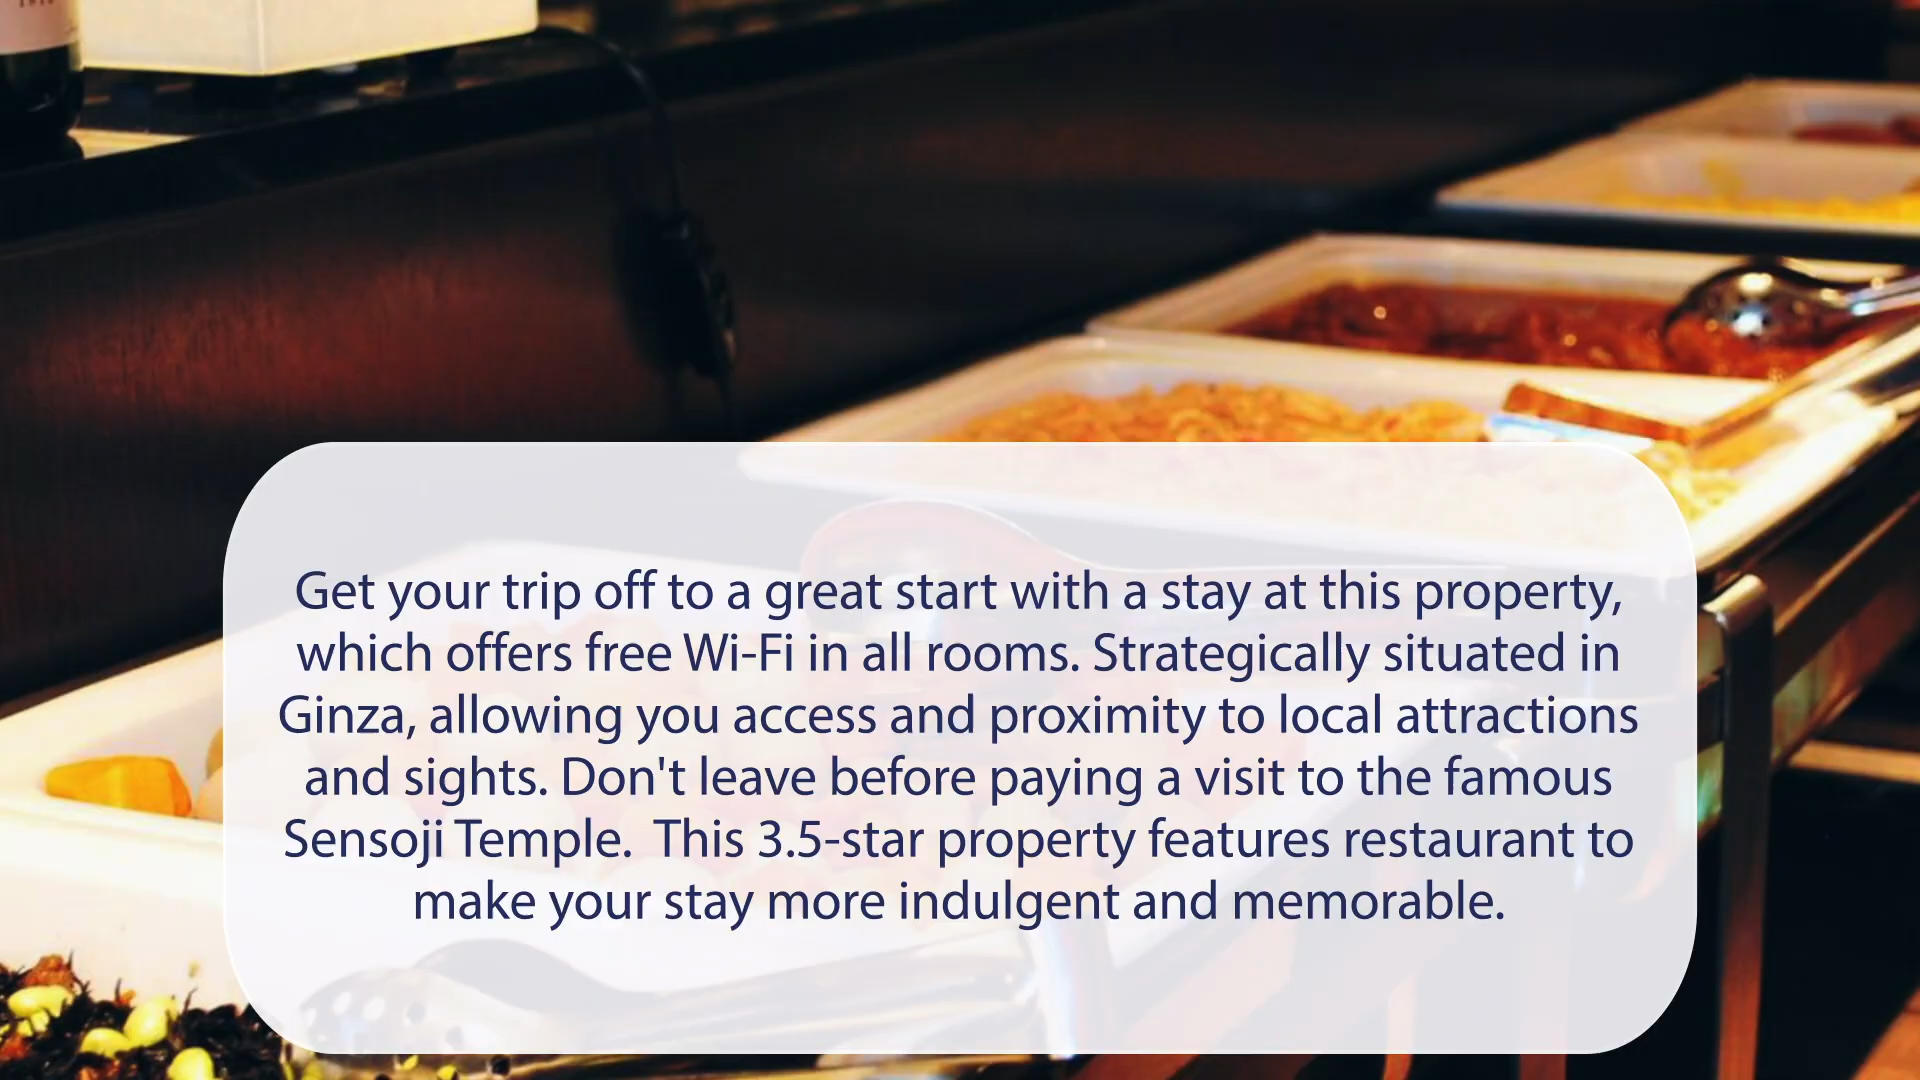 Get your trip off to a great start with a stay at this property,
which offers free Wi-Fi in all rooms. Strategically situated in
Ginza, allowing you access and proximity to local attractions
and sights. Don't leave before paying a visit to the famous
Sensoji Temple.  This 3.5-star property features restaurant to
make your stay more indulgent and memorable.